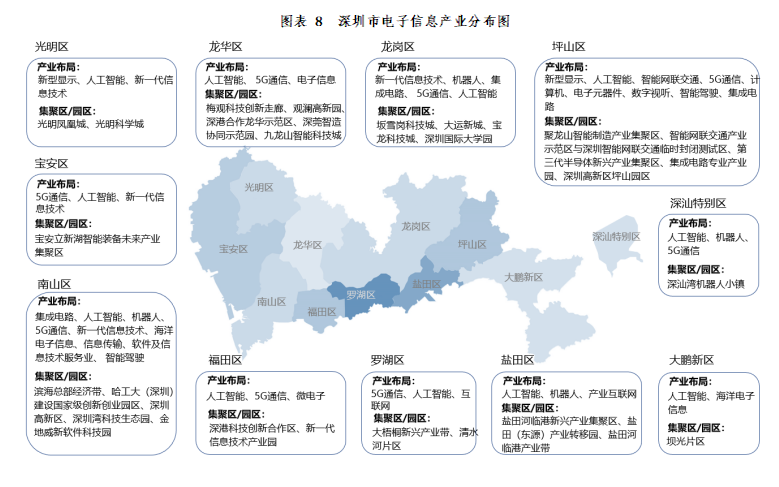 图表 8 深圳市电子信息产业分布图
光明区
产业布局:
新型显示、人工智能、新一代信
息技术
集聚区/园区:
光明凤凰城、光明科学城
龙华区
产业布局:
人工智能、 5G通信、电子信息
集聚区/园区:
梅观科技创新走廊、观澜高新园、
深港合作龙华示范区、深莞智造
协同示范园、九龙山智能科技城
龙岗区
产业布局:
新一代信息技术、机器人、集
成电路、 5G通信、人工智能
集聚区/园区:
坂雪岗科技城、大运新城、宝
龙科技城、深圳国际大学园
坪山区
产业布局:
新型显示、人工智能、智能网联交通、5G通信、计
算机、电子元器件、数字视听、智能驾驶、集成电
路
集聚区/园区:
聚龙山智能制造产业集聚区、智能网联交通产业
示范区与深圳智能网联交通临时封闭测试区、第
三代半导体新兴产业集聚区、集成电路专业产业
园、深圳高新区坪山园区
宝安区
产业布局:
5G通信、人工智能、新一代信
息技术
集聚区/园区:
宝安立新湖智能装备未来产业
集聚区
深汕特别区
产业布局:
人工智能、机器人、
5G通信
集聚区/园区:
深汕湾机器人小镇
南山区
产业布局:
集成电路、人工智能、机器人、
5G通信、新一代信息技术、海洋
电子信息、信息传输、软件及信
息技术服务业、 智能驾驶
集聚区/园区:
滨海总部经济带、哈工大（深圳）
建设国家级创新创业园区、深圳
高新区、深圳湾科技生态园、金
地威新软件科技园
光明区
宝安区
龙华区
龙岗区
坪山区
深汕特别区
南山区
福田区
罗湖区
盐田区
大鹏新区
福田区
产业布局:
人工智能、5G通信、微电子
集聚区/园区:
深港科技创新合作区、新一代
信息技术产业园
罗湖区
产业布局:
5G通信、人工智能、互
联网
集聚区/园区:
大梧桐新兴产业带、清水
河片区
盐田区
产业布局:
人工智能、机器人、产业互联网
集聚区/园区:
盐田河临港新兴产业集聚区、盐
田（东源）产业转移园、盐田河
临港产业带
大鹏新区
产业布局:
人工智能、海洋电子
信息
集聚区/园区:
坝光片区